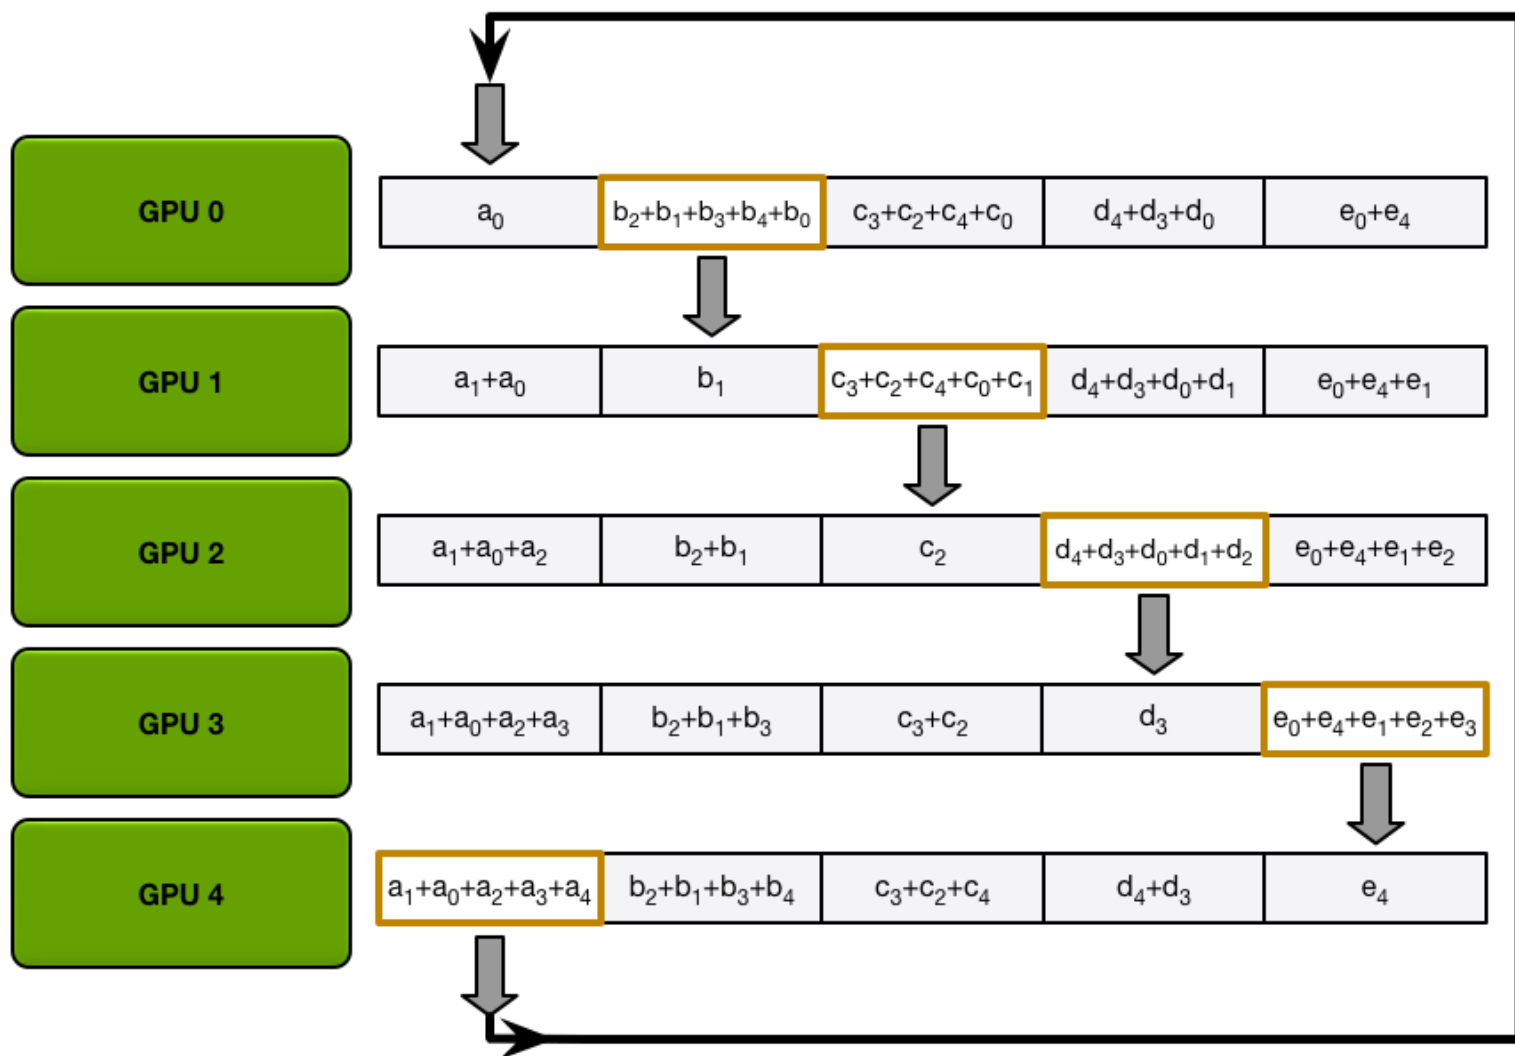 GPU 0 a₀ b₂+b₁+b₃+b₄+b₀ c₃+c₂+c₄+c₀ d₄+d₃+d₀ e₀+e₄
GPU 1 a₁+a₀ b₁ c₃+c₂+c₄+c₀+c₁ d₄+d₃+d₀+d₁ e₀+e₄+e₁
GPU 2 a₁+a₀+a₂ b₂+b₁ c₂ d₄+d₃+d₀+d₁+d₂ e₀+e₄+e₁+e₂
GPU 3 a₁+a₀+a₂+a₃ b₂+b₁+b₃ c₃+c₂ d₃ e₀+e₄+e₁+e₂+e₃
GPU 4 a₁+a₀+a₂+a₃+a₄ b₂+b₁+b₃+b₄ c₃+c₂+c₄ d₄+d₃ e₄